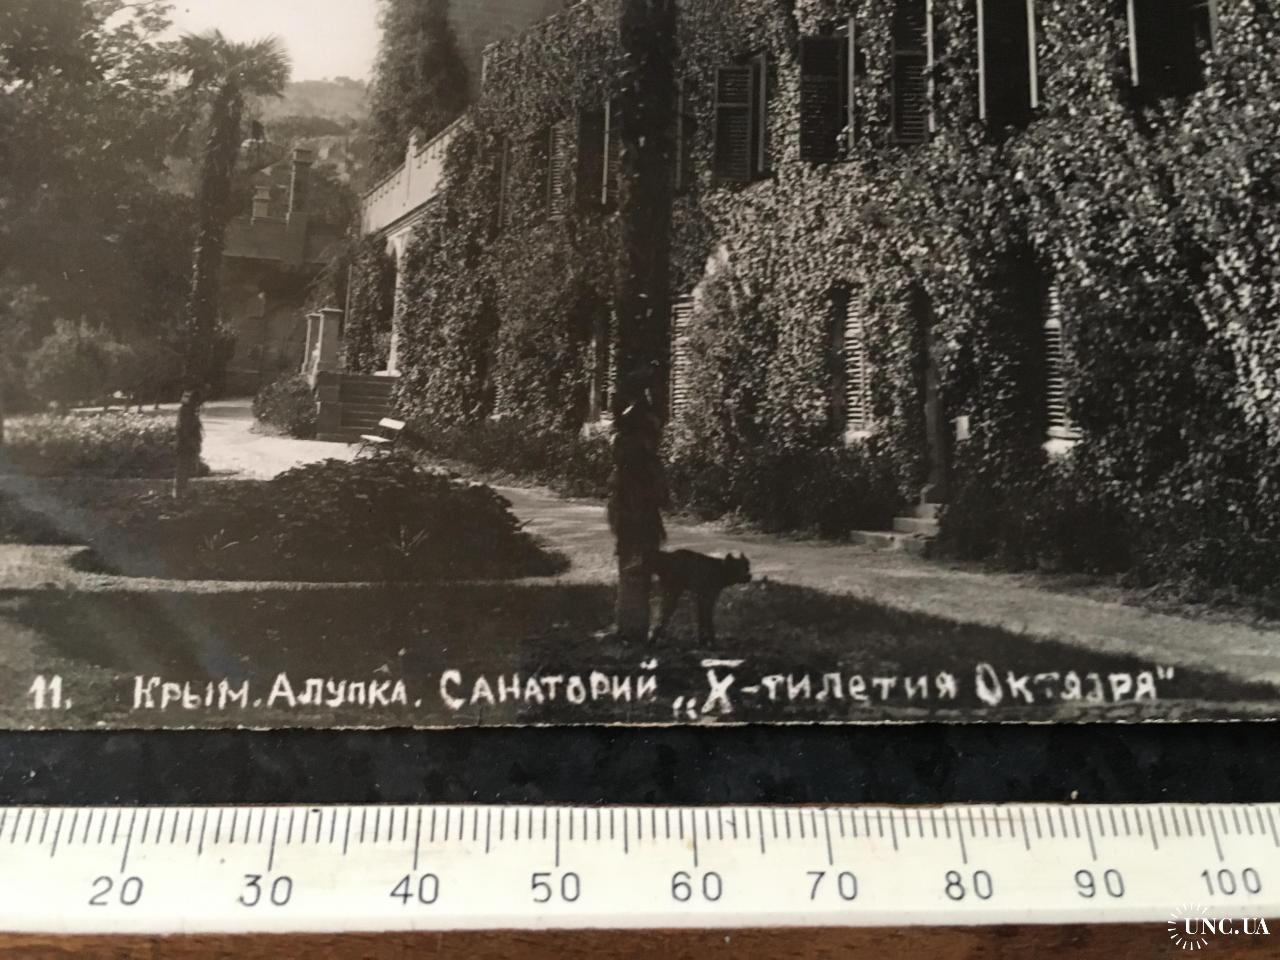 11. Крым. Алупка. Санаторий „X-тилетия Октября"
20 30 40 50 60 70 80 90 100
UNC.UA